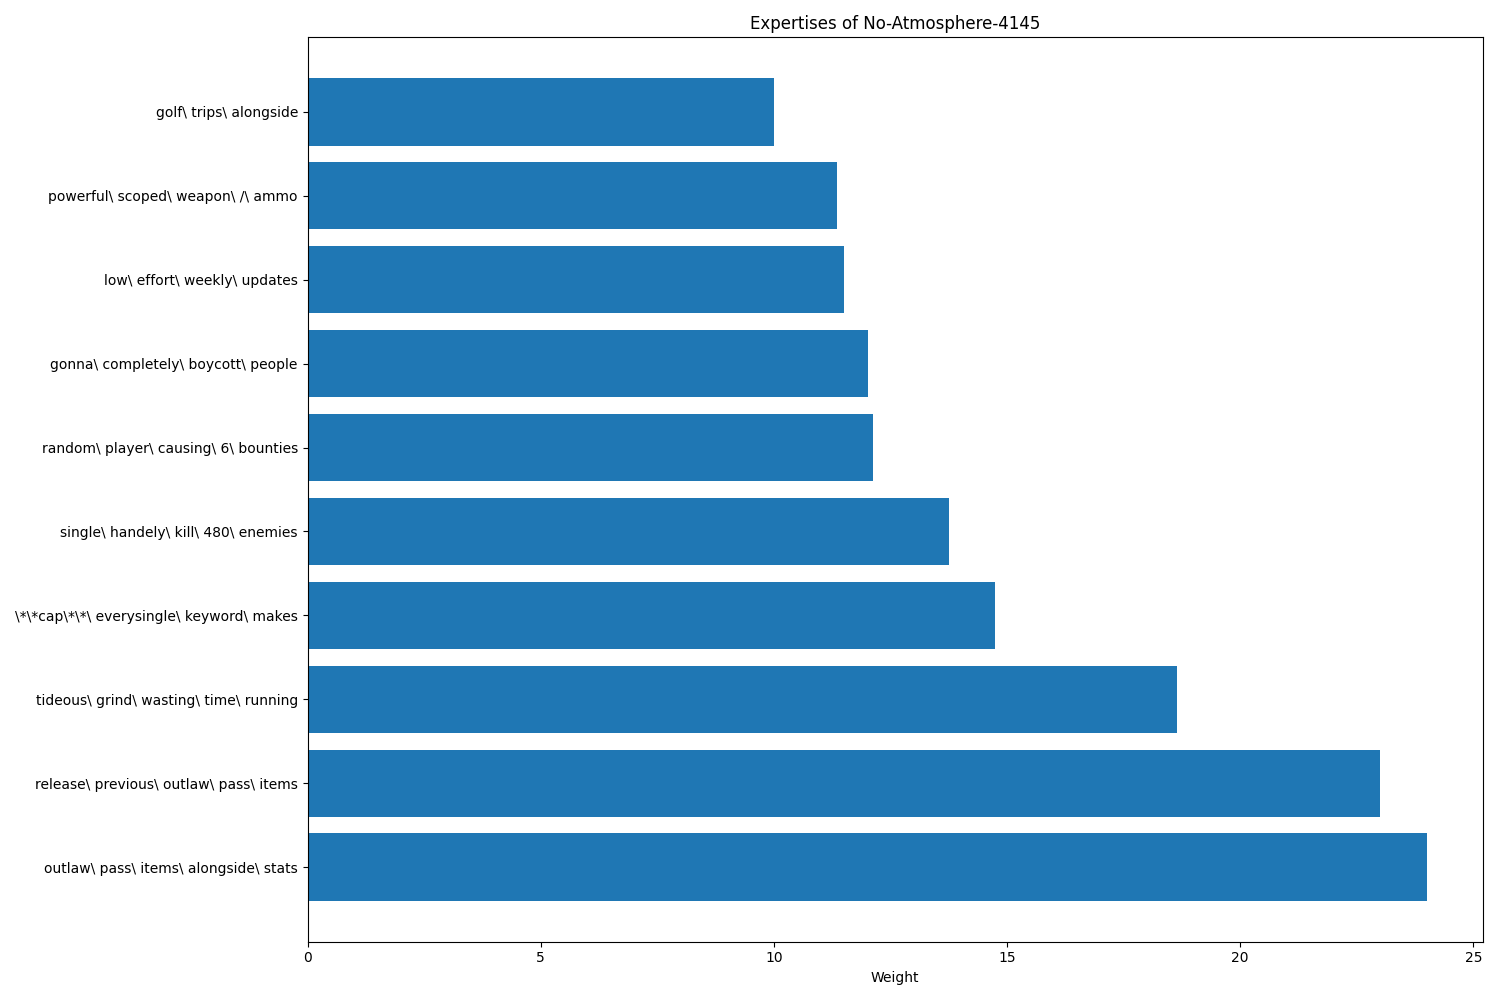 Expertises of No-Atmosphere-4145
golf\ trips\ alongside
powerful\ scoped\ weapon\ /\ ammo
low\ effort\ weekly\ updates
gonna\ completely\ boycott\ people
random\ player\ causing\ 6\ bounties
single\ handely\ kill\ 480\ enemies
\*\*cap\*\*\ everysingle\ keyword\ makes
tideous\ grind\ wasting\ time\ running
release\ previous\ outlaw\ pass\ items
outlaw\ pass\ items\ alongside\ stats
0 5 10 15 20 25
Weight